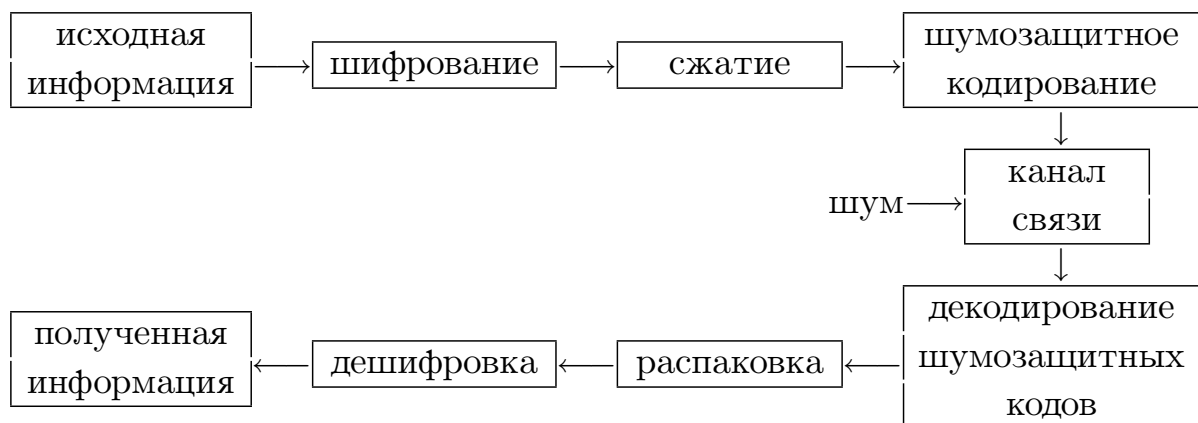 исходная
информация
шифрование
сжатие
шумозащитное
кодирование
шум
канал
связи
декодирование
шумозащитных
кодов
распаковка
дешифровка
полученная
информация